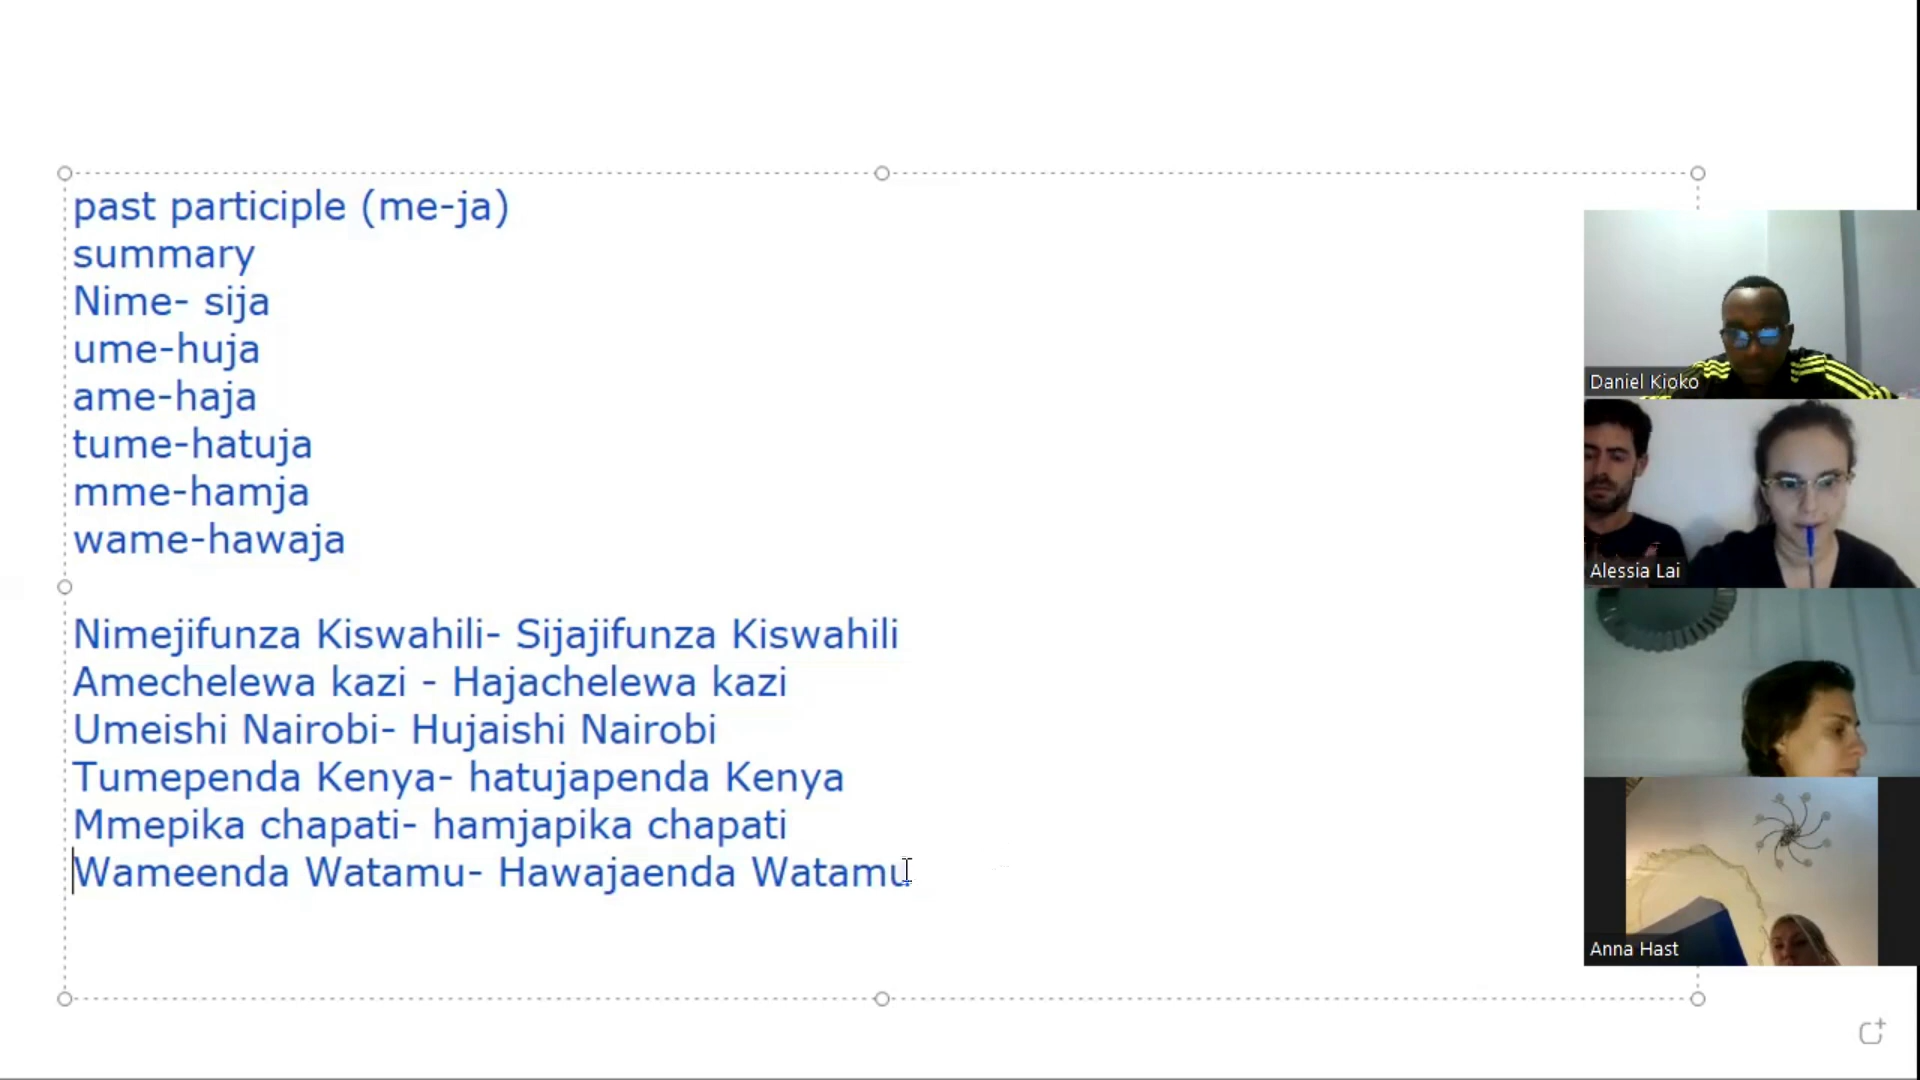 past participle (me-ja)
summary
Nime- sija
ume-huja
ame-haja
tume-hatuja
mme-hamja
wame-hawaja
Nimejifunza Kiswahili- Sijajifunza Kiswahili
Amechelewa kazi - Hajachelewa kazi
Umeishi Nairobi- Hujaishi Nairobi
Tumependa Kenya- hatujapenda Kenya
Mmepika chapati- hamjapika chapati
Wameenda Watamu- Hawajaenda Watamu
Daniel Kioko
Alessia Lai
Anna Hast